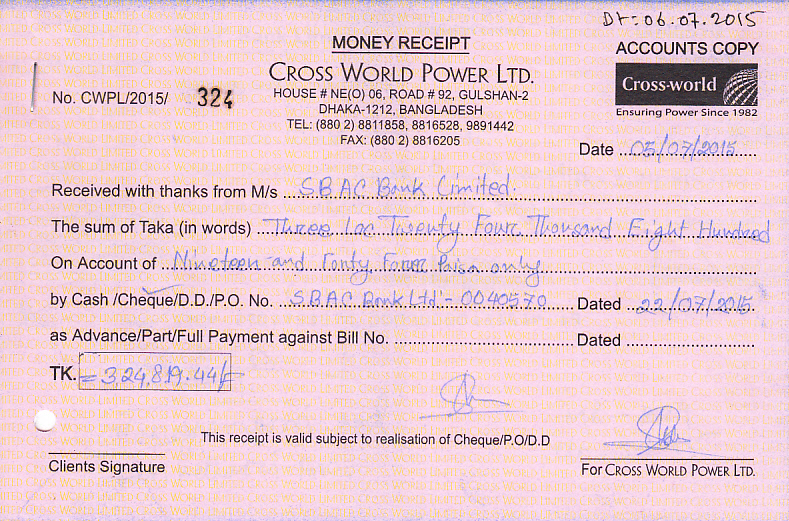 Dt: 06.07.2015
MONEY RECEIPT
ACCOUNTS COPY
CROSS WORLD POWER LTD.
Cross-world
Ensuring Power Since 1982
No. CWPL/2015/ 324
HOUSE # NE(O) 06, ROAD # 92, GULSHAN-2
DHAKA-1212, BANGLADESH
TEL: (880 2) 8811858, 8816528, 9891442
FAX: (880 2) 8816205
Date 05/07/2015
Received with thanks from M/s SBAC Bank Limited.
The sum of Taka (in words) Three lac Twenty Four Thousand Eight Hundred
On Account of Nineteen and Fonty Four Paisa only
by Cash /Cheque/D.D./P.O. No. SBAC Bank Ltd - 0040570 Dated 22/07/2015
as Advance/Part/Full Payment against Bill No. Dated
TK. =3,24,819.44/=
This receipt is valid subject to realisation of Cheque/P.O/D.D
Clients Signature
For CROSS WORLD POWER LTD.